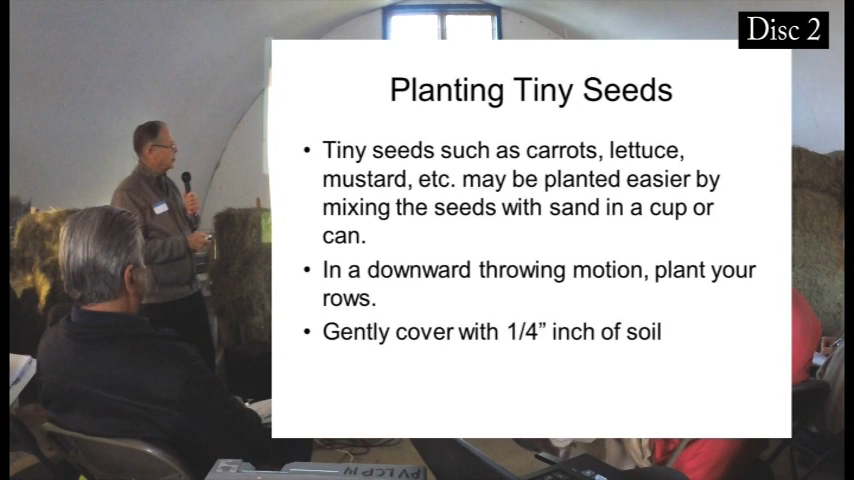 Disc 2
Planting Tiny Seeds
• Tiny seeds such as carrots, lettuce,
mustard, etc. may be planted easier by
mixing the seeds with sand in a cup or
can.
• In a downward throwing motion, plant your
rows.
• Gently cover with 1/4” inch of soil
PVLCP14